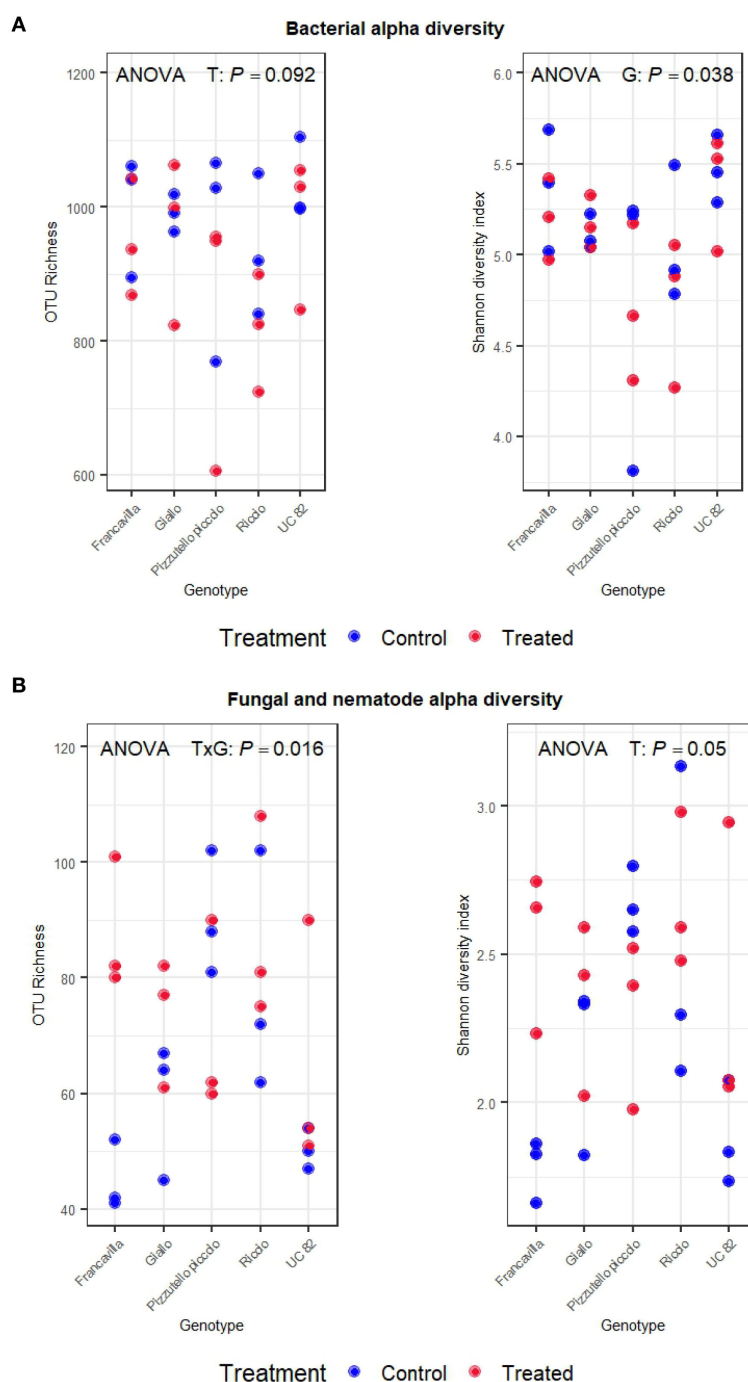 A
Bacterial alpha diversity
ANOVA T: P = 0.092
1200
1000
800
600
OTU Richness
Francavilla
Giallo
Pizzutello piccolo
Riccio
UC 82
Genotype
ANOVA G: P = 0.038
6.0
5.5
5.0
4.5
4.0
Shannon diversity index
Francavilla
Giallo
Pizzutello piccolo
Riccio
UC 82
Genotype
Treatment Control Treated
B
Fungal and nematode alpha diversity
ANOVA TxG: P = 0.016
120
100
80
60
40
OTU Richness
Francavilla
Giallo
Pizzutello piccolo
Riccio
UC 82
Genotype
ANOVA T: P = 0.05
3.0
2.5
2.0
Shannon diversity index
Francavilla
Giallo
Pizzutello piccolo
Riccio
UC 82
Genotype
Treatment Control Treated